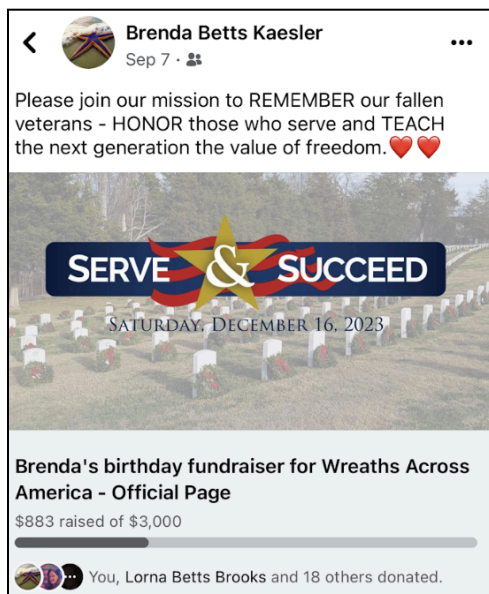 Brenda Betts Kaesler
Sep 7 ·
Please join our mission to REMEMBER our fallen
veterans - HONOR those who serve and TEACH
the next generation the value of freedom.❤️❤️
SERVE & SUCCEED
SATURDAY, DECEMBER 16, 2023
Brenda's birthday fundraiser for Wreaths Across
America - Official Page
$883 raised of $3,000
You, Lorna Betts Brooks and 18 others donated.